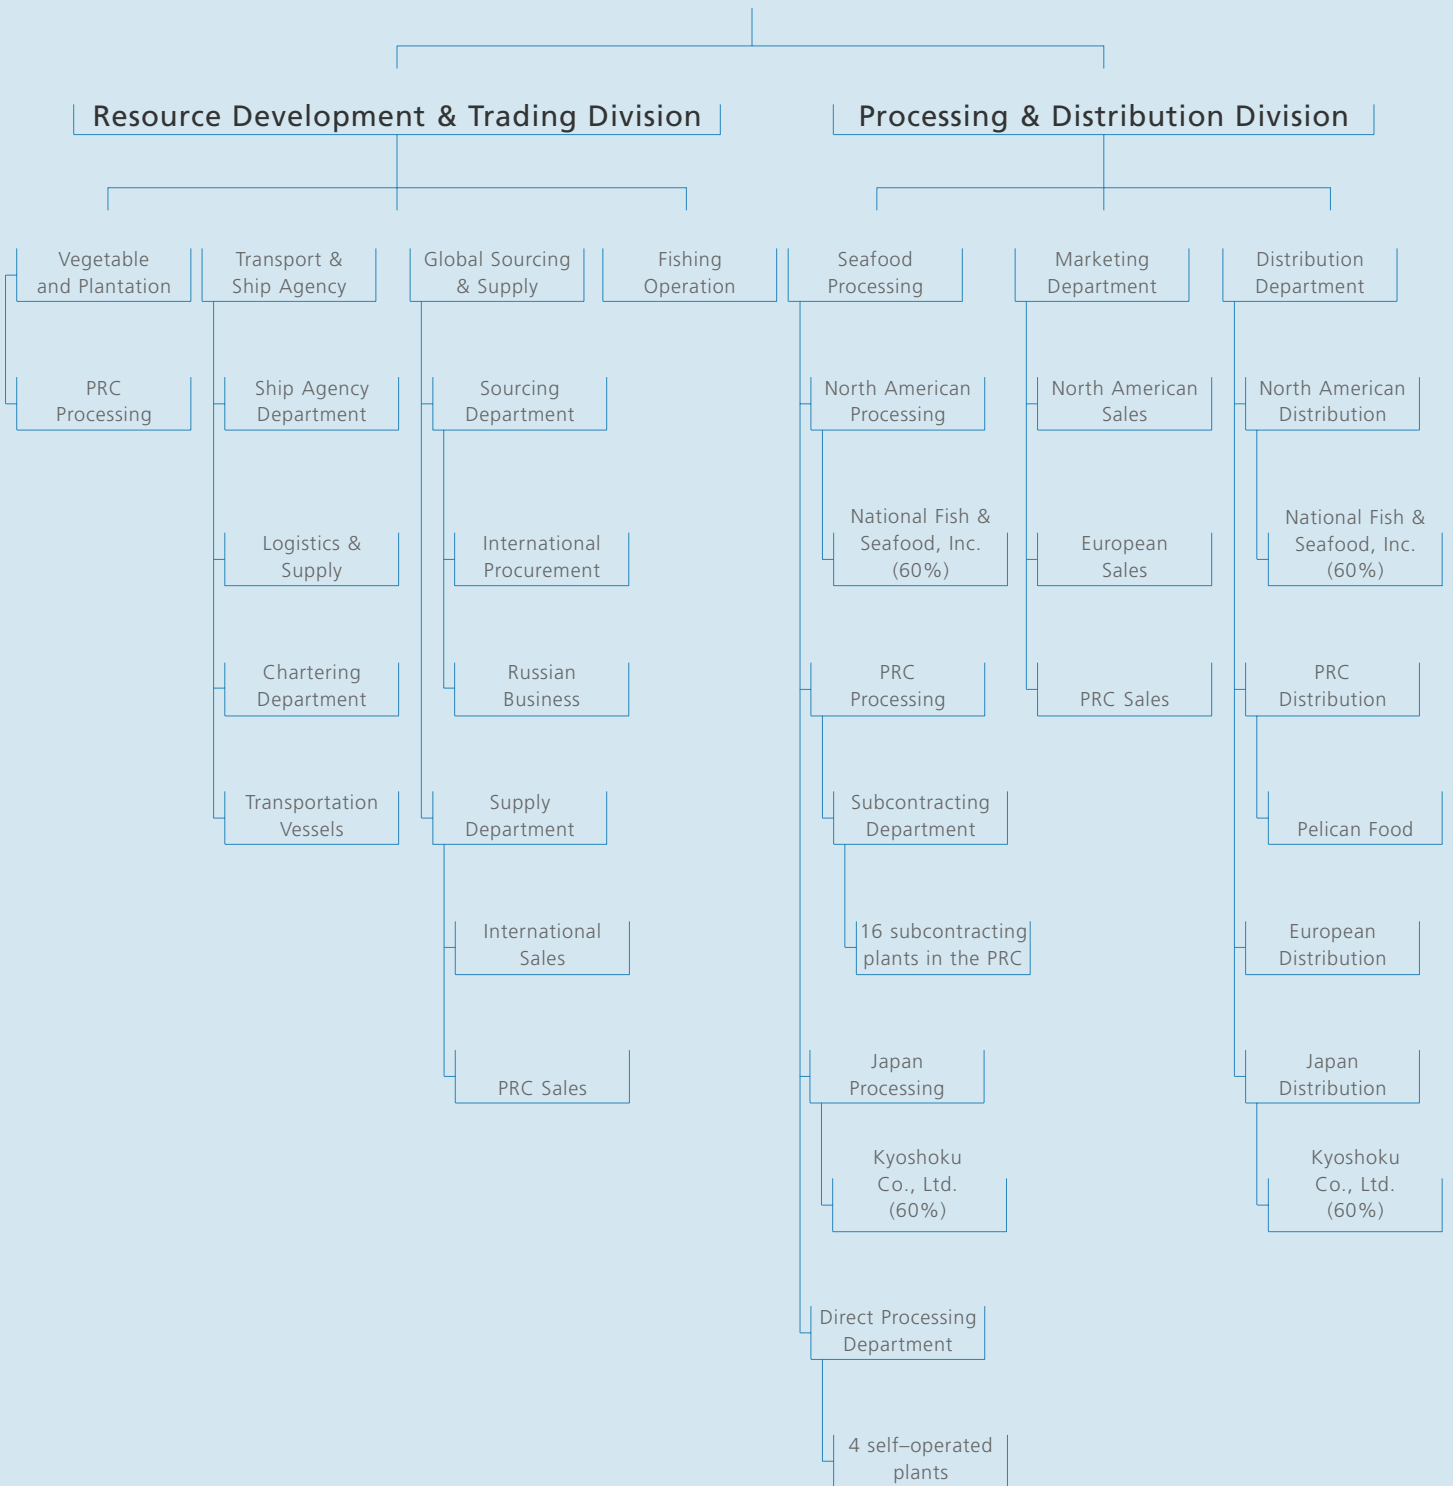 Resource Development & Trading Division
Processing & Distribution Division
Vegetable
and Plantation
Transport &
Ship Agency
Global Sourcing
& Supply
Fishing
Operation
Seafood
Processing
Marketing
Department
Distribution
Department
PRC
Processing
Ship Agency
Department
Sourcing
Department
North American
Processing
North American
Sales
North American
Distribution
Logistics &
Supply
International
Procurement
National Fish &
Seafood, Inc.
(60%)
European
Sales
National Fish &
Seafood, Inc.
(60%)
Chartering
Department
Russian
Business
PRC
Processing
PRC Sales
PRC
Distribution
Transportation
Vessels
Supply
Department
Subcontracting
Department
Pelican Food
International
Sales
16 subcontracting
plants in the PRC
European
Distribution
PRC Sales
Japan
Processing
Japan
Distribution
Kyoshoku
Co., Ltd.
(60%)
Kyoshoku
Co., Ltd.
(60%)
Direct Processing
Department
4 self–operated
plants